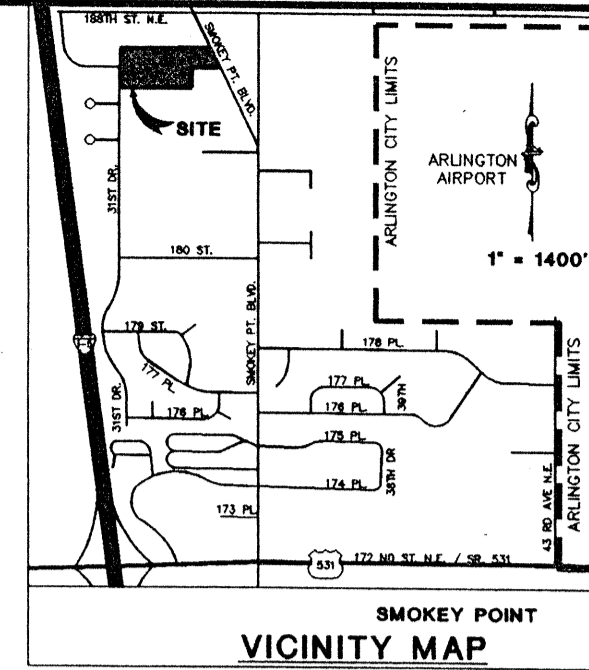 188TH ST. N.E.
SMOKEY PT. BLVD.
SITE
ARLINGTON CITY LIMITS
ARLINGTON
AIRPORT
1" = 1400'
31ST DR.
180 ST.
SMOKEY PT. BLVD.
179 ST.
178 PL.
177 PL.
177 PL.
39TH
31ST DR.
176 PL.
176 PL.
175 PL.
38TH DR
174 PL.
173 PL.
43 RD AVE N.E.
ARLINGTON CITY LIMITS
531
172 ND ST. N.E. / SR. 531
SMOKEY POINT
VICINITY MAP